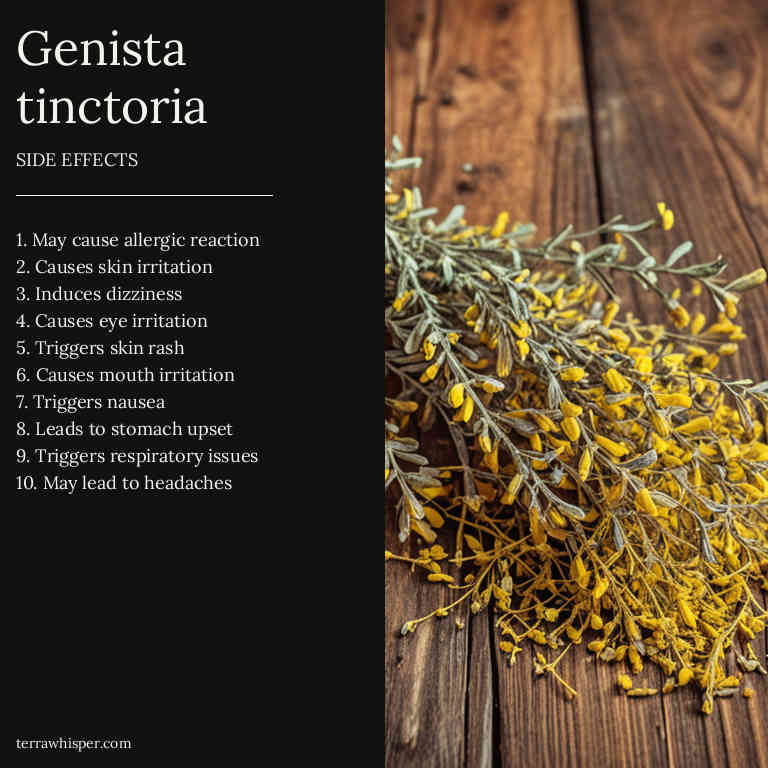 Genista
tinctoria
SIDE EFFECTS
1. May cause allergic reaction
2. Causes skin irritation
3. Induces dizziness
4. Causes eye irritation
5. Triggers skin rash
6. Causes mouth irritation
7. Triggers nausea
8. Leads to stomach upset
9. Triggers respiratory issues
10. May lead to headaches
terrawhisper.com